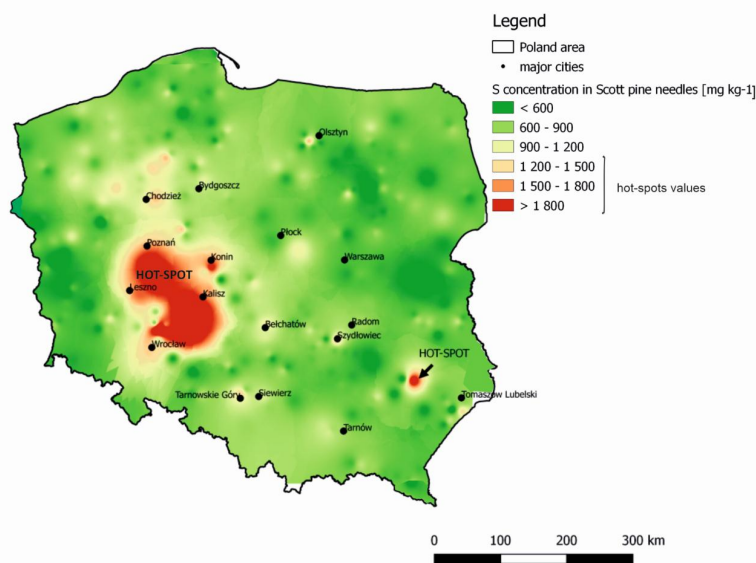 Legend
Poland area
major cities
S concentration in Scott pine needles [mg kg-1]
< 600
600 - 900
900 - 1 200
1 200 - 1 500
1 500 - 1 800
> 1 800
hot-spots values
Olsztyn
Bydgoszcz
Chodzież
Płock
Poznań
Konin
Warszawa
HOT-SPOT
Leszno
Kalisz
Bełchatów
Radom
Szydłowiec
Wrocław
HOT-SPOT
Tarnowskie Góry
Siewierz
Tomaszów Lubelski
Tarnów
0 100 200 300 km